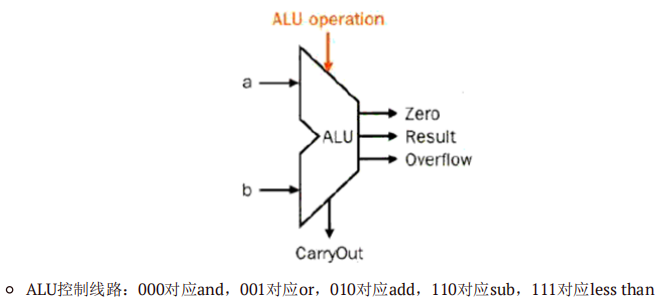 ALU operation
a
Zero
ALU
Result
Overflow
b
CarryOut
ALU控制线路：000对应and，001对应or，010对应add，110对应sub，111对应less than